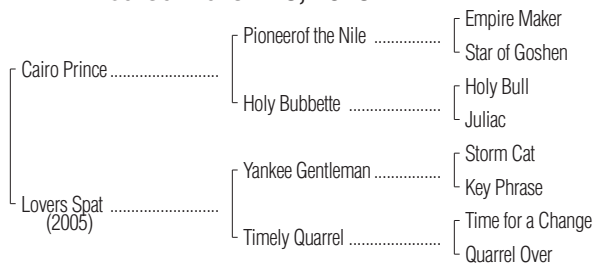 Empire Maker
Pioneerof the Nile ................
Star of Goshen
Cairo Prince ......................
Holy Bull
Holy Bubbette ...................
Juliac
Storm Cat
Yankee Gentleman .............
Key Phrase
Lovers Spat ......................
(2005)
Time for a Change
Timely Quarrel ...................
Quarrel Over